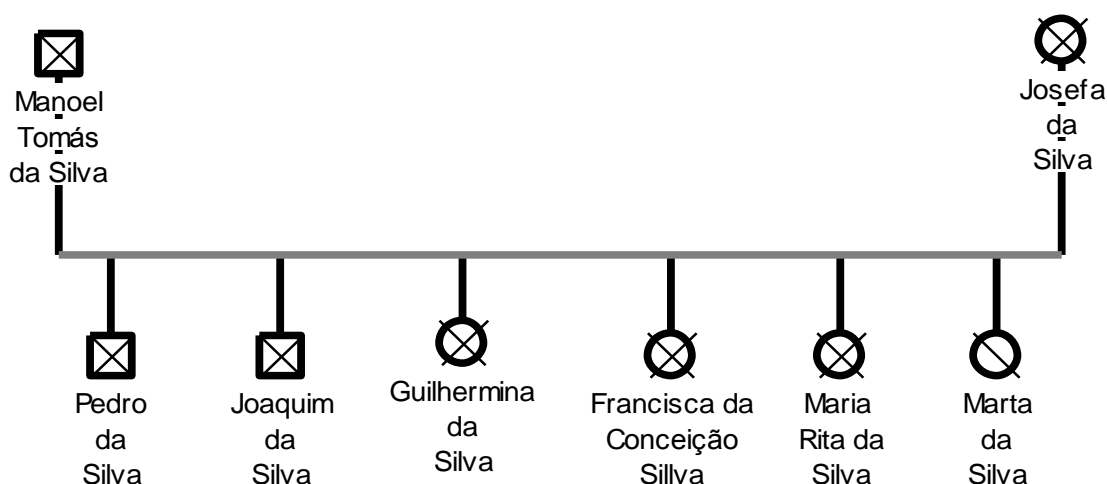 Manoel
Tomás
da Silva
Josefa
da
Silva
Pedro
da
Silva
Joaquim
da
Silva
Guilhermina
da
Silva
Francisca da
Conceição
Sillva
Maria
Rita da
Silva
Marta
da
Silva